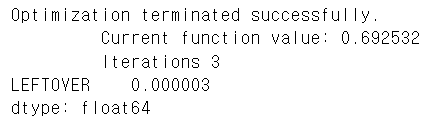 Optimization terminated successfully.
         Current function value: 0.692532
         Iterations 3
LEFTOVER    0.000003
dtype: float64